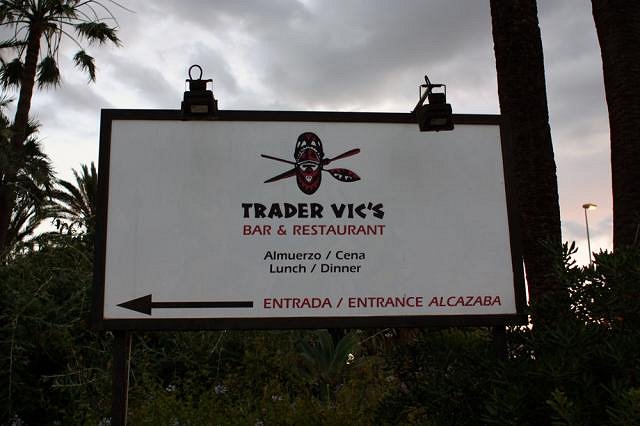 TRADER VIC'S
BAR & RESTAURANT
Almuerzo / Cena
Lunch / Dinner
ENTRADA / ENTRANCE ALCAZABA